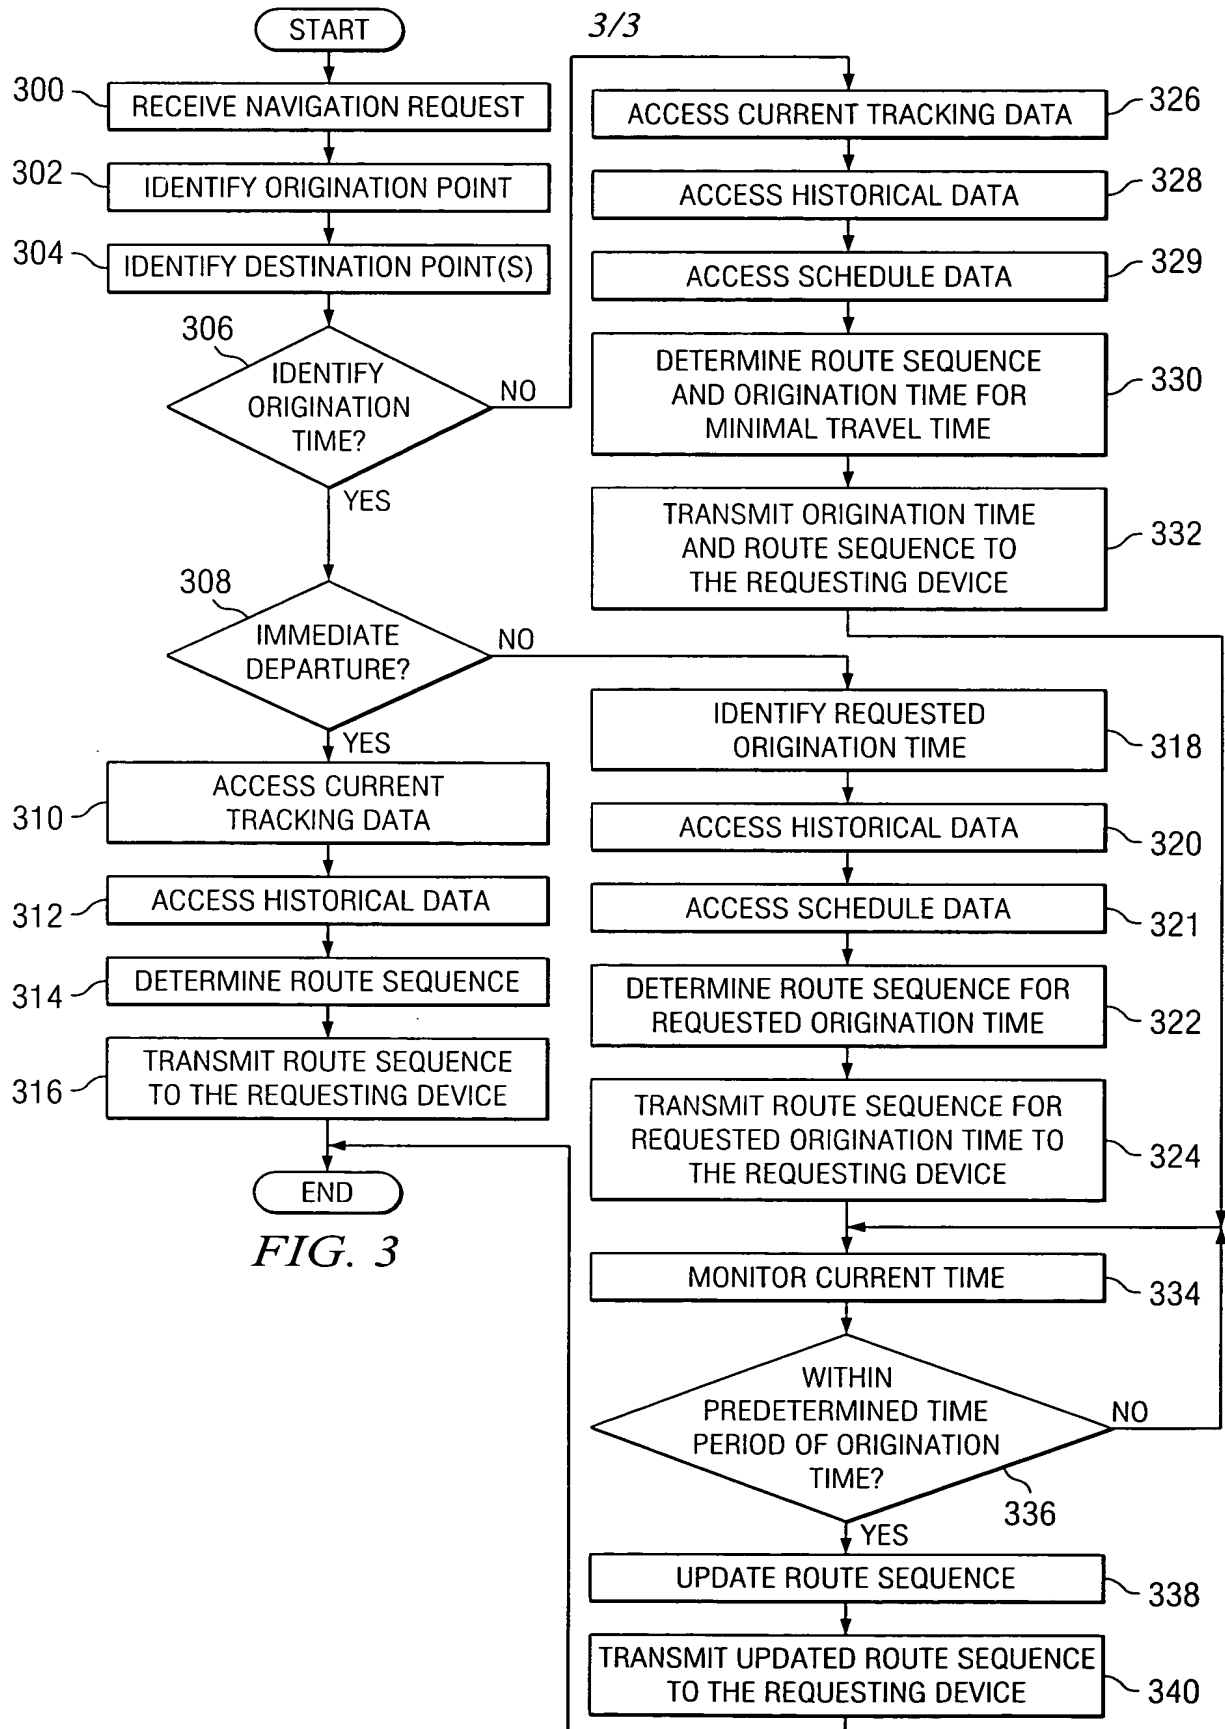 3/3
START
300
RECEIVE NAVIGATION REQUEST
302
IDENTIFY ORIGINATION POINT
304
IDENTIFY DESTINATION POINT(S)
306
IDENTIFY
ORIGINATION
TIME?
NO
YES
308
IMMEDIATE
DEPARTURE?
NO
YES
310
ACCESS CURRENT
TRACKING DATA
312
ACCESS HISTORICAL DATA
314
DETERMINE ROUTE SEQUENCE
316
TRANSMIT ROUTE SEQUENCE
TO THE REQUESTING DEVICE
END
FIG. 3
ACCESS CURRENT TRACKING DATA
326
ACCESS HISTORICAL DATA
328
ACCESS SCHEDULE DATA
329
DETERMINE ROUTE SEQUENCE
AND ORIGINATION TIME FOR
MINIMAL TRAVEL TIME
330
TRANSMIT ORIGINATION TIME
AND ROUTE SEQUENCE TO
THE REQUESTING DEVICE
332
IDENTIFY REQUESTED
ORIGINATION TIME
318
ACCESS HISTORICAL DATA
320
ACCESS SCHEDULE DATA
321
DETERMINE ROUTE SEQUENCE FOR
REQUESTED ORIGINATION TIME
322
TRANSMIT ROUTE SEQUENCE FOR
REQUESTED ORIGINATION TIME TO
THE REQUESTING DEVICE
324
MONITOR CURRENT TIME
334
WITHIN
PREDETERMINED TIME
PERIOD OF ORIGINATION
TIME?
NO
336
YES
UPDATE ROUTE SEQUENCE
338
TRANSMIT UPDATED ROUTE SEQUENCE
TO THE REQUESTING DEVICE
340